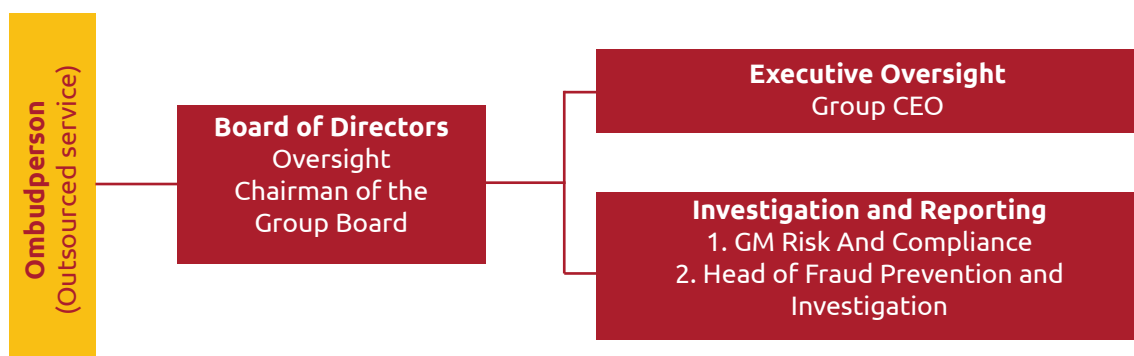 Ombudperson
(Outsourced service)
Board of Directors
Oversight
Chairman of the
Group Board
Executive Oversight
Group CEO
Investigation and Reporting
1. GM Risk And Compliance
2. Head of Fraud Prevention and
Investigation